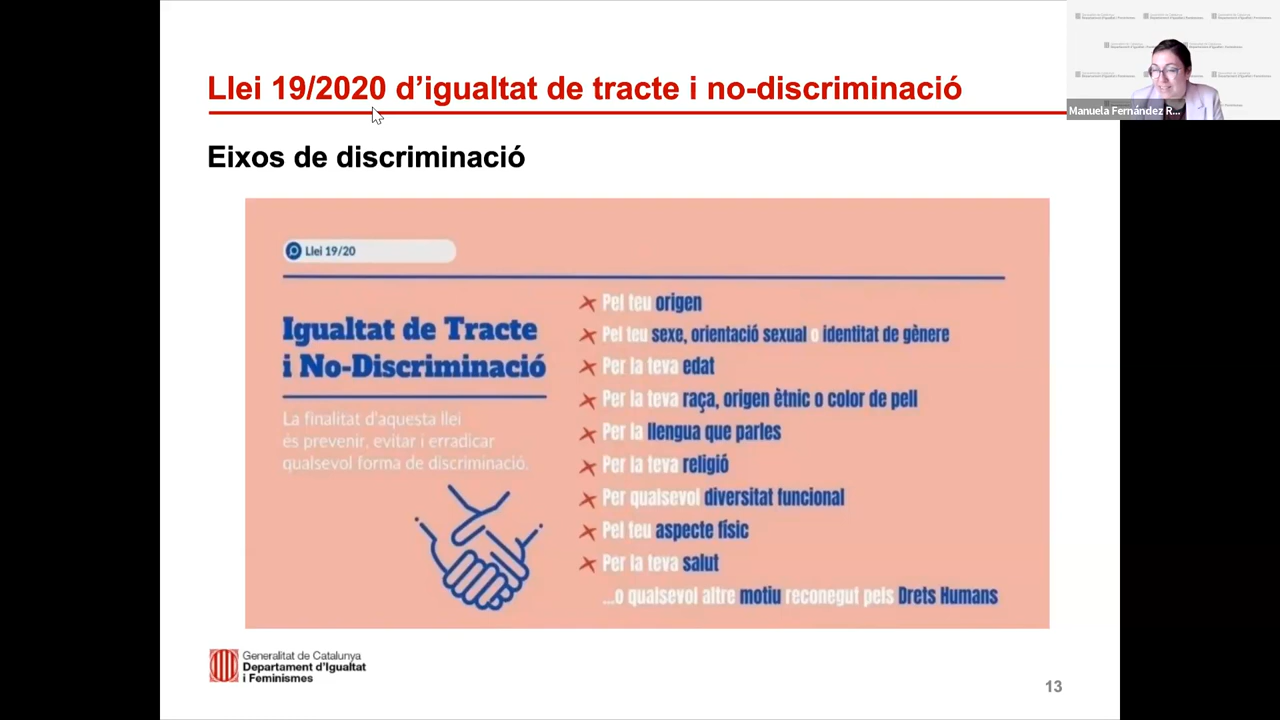 Llei 19/2020 d’igualtat de tracte i no-discriminació
Manuela Fernández R...
Eixos de discriminació
Llei 19/20
Igualtat de Tracte
i No-Discriminació
La finalitat d'aquesta llei
és prevenir, evitar i erradicar
qualsevol forma de discriminació.
Pel teu origen
Pel teu sexe, orientació sexual o identitat de gènere
Per la teva edat
Per la teva raça, origen ètnic o color de pell
Per la llengua que parles
Per la teva religió
Per qualsevol diversitat funcional
Pel teu aspecte físic
Per la teva salut
...o qualsevol altre motiu reconegut pels Drets Humans
Generalitat de Catalunya
Departament d'Igualtat
i Feminismes
13